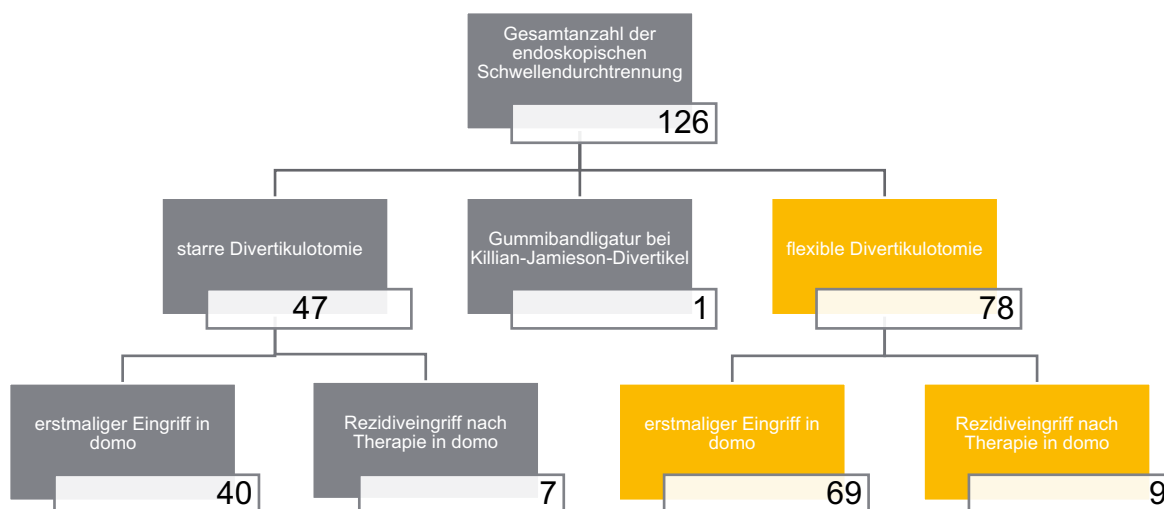 Gesamtanzahl der
endoskopischen
Schwellendurchtrennung
126
starre Divertikulotomie
47
Gummibandligatur bei
Killian-Jamieson-Divertikel
1
flexible Divertikulotomie
78
erstmaliger Eingriff in
domo
40
Rezidiveingriff nach
Therapie in domo
7
erstmaliger Eingriff in
domo
69
Rezidiveingriff nach
Therapie in domo
9